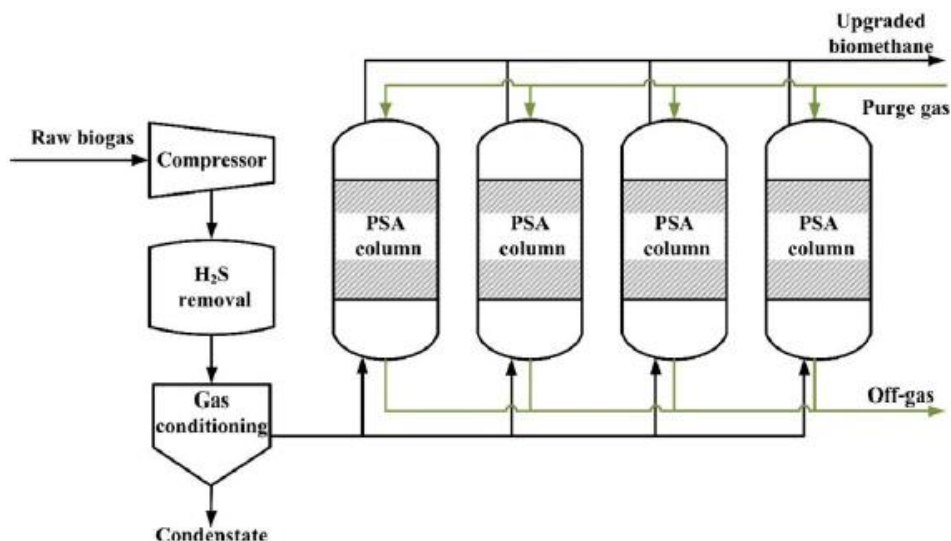 Upgraded
biomethane
Purge gas
Raw biogas
Compressor
PSA
column
PSA
column
PSA
column
PSA
column
H₂S
removal
Gas
conditioning
Off-gas
Condenstate